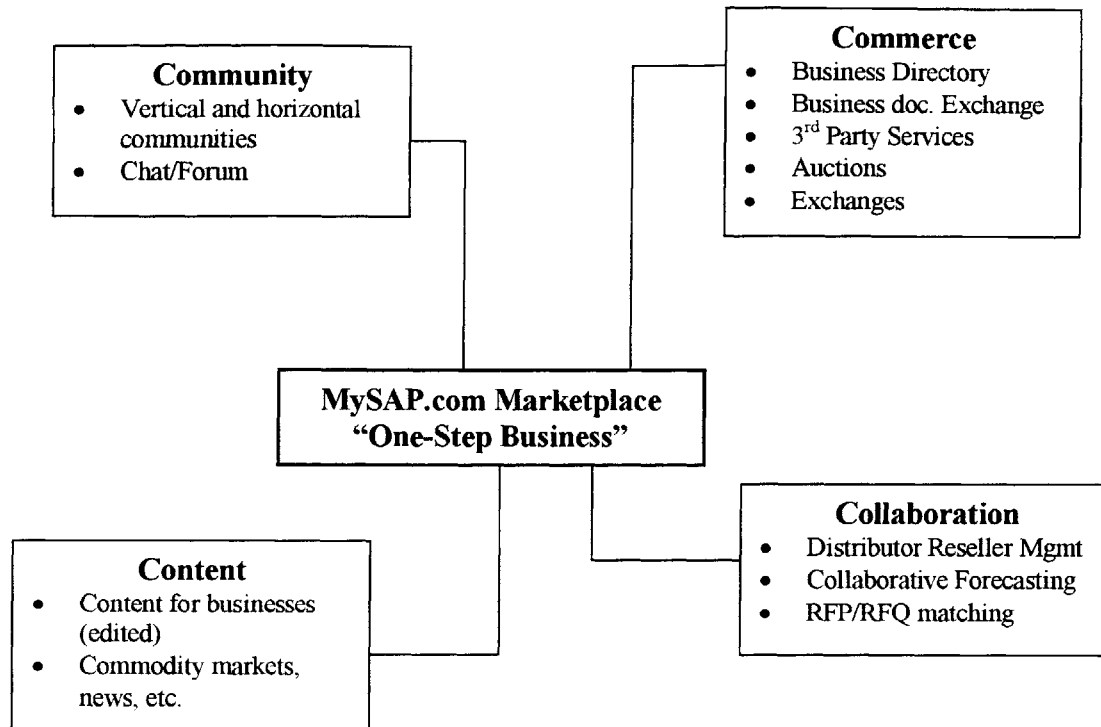 Community
• Vertical and horizontal
communities
• Chat/Forum
Commerce
• Business Directory
• Business doc. Exchange
• 3rd Party Services
• Auctions
• Exchanges
MySAP.com Marketplace
“One-Step Business”
Content
• Content for businesses
(edited)
• Commodity markets,
news, etc.
Collaboration
• Distributor Reseller Mgmt
• Collaborative Forecasting
• RFP/RFQ matching